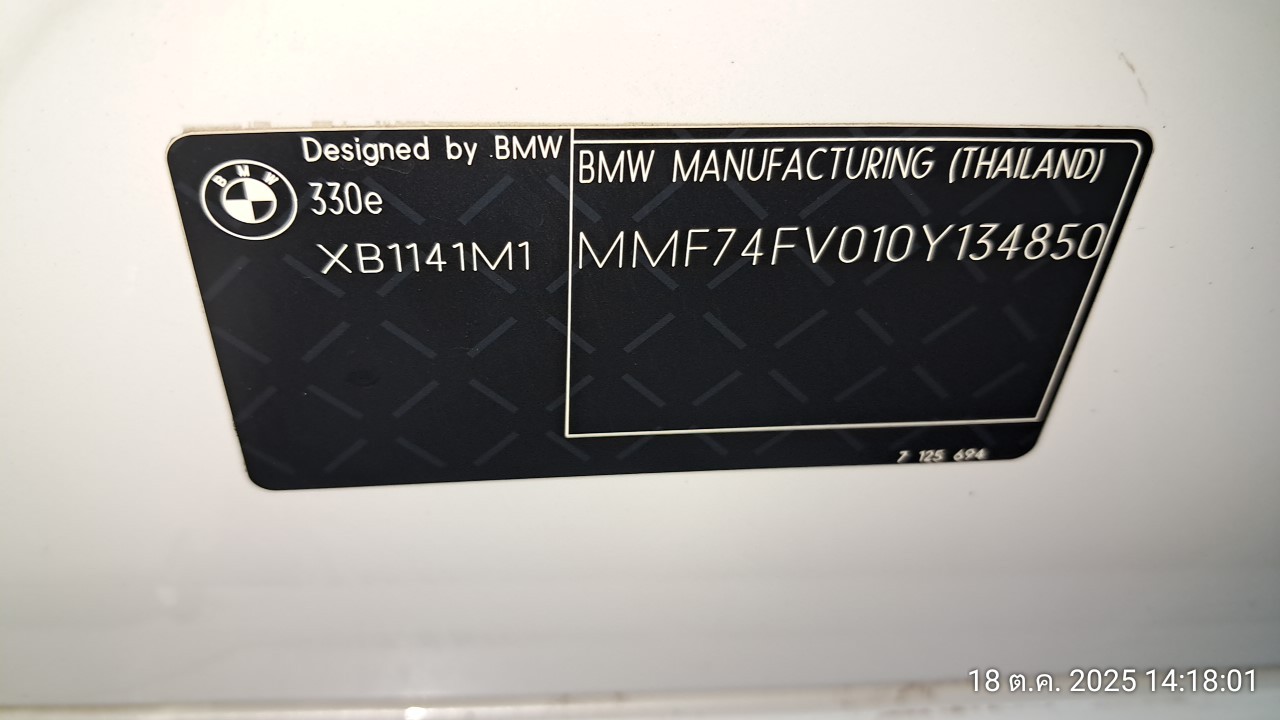 Designed by BMW
BMW
330e
XB1141M1
BMW MANUFACTURING (THAILAND)
MMF74FV010Y134850
7 125 694
18 ต.ค. 2025 14:18:01